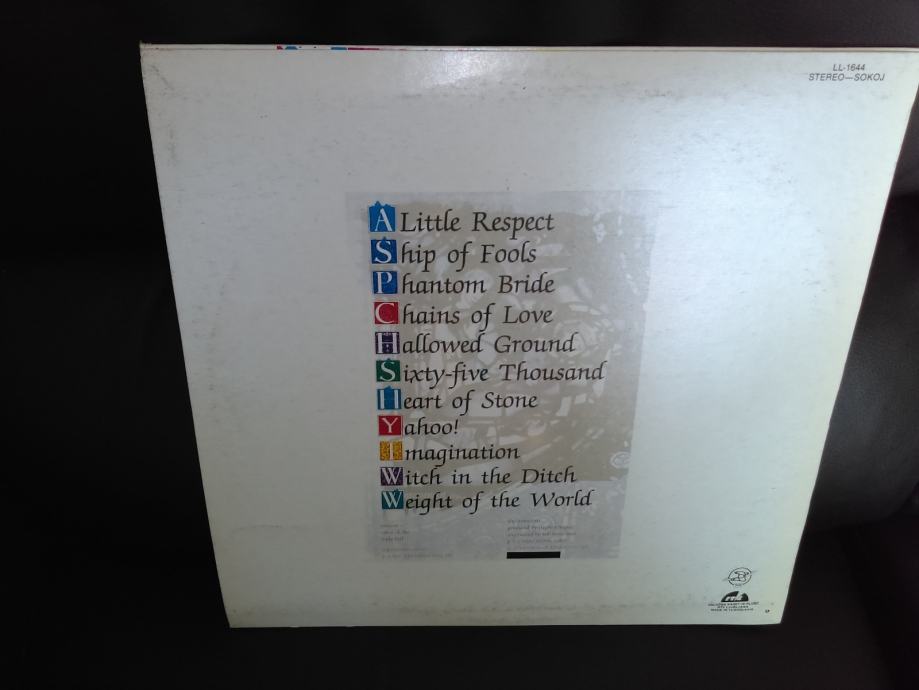 LL-1644
STEREO—SOKOJ
A Little Respect
Ship of Fools
Phantom Bride
Chains of Love
Hallowed Ground
Sixty-five Thousand
Heart of Stone
Yahoo!
Imagination
Witch in the Ditch
Weight of the World